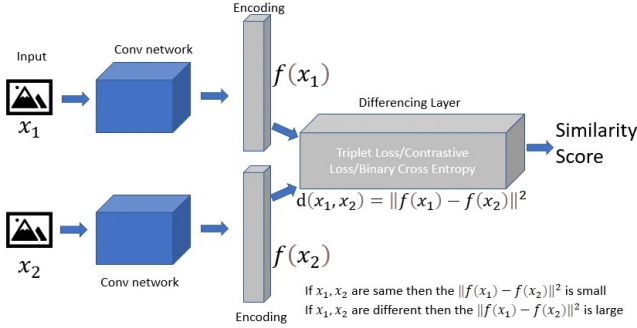 Encoding
Input
Conv network
f(x₁)
x₁
Differencing Layer
Triplet Loss/Contrastive
Loss/Binary Cross Entropy
Similarity
Score
d(x₁, x₂) = ‖f(x₁) − f(x₂)‖²
x₂
Conv network
f(x₂)
Encoding
If x₁, x₂ are same then the ‖f(x₁) − f(x₂)‖² is small
If x₁, x₂ are different then the ‖f(x₁) − f(x₂)‖² is large